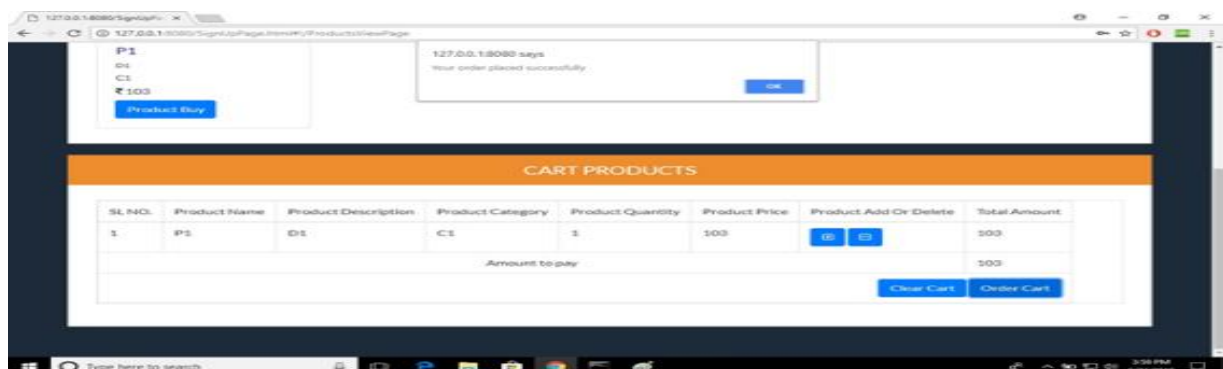 127.0.0.1:8080/SignUpPa
127.0.0.1:8080/SignUpPage.html#!/ProductsViewPage
P1
D1
C1
₹103
Product Buy
127.0.0.1:8080 says
Your order placed successfully
OK
CART PRODUCTS
SL NO. Product Name Product Description Product Category Product Quantity Product Price Product Add Or Delete Total Amount
1 P1 D1 C1 1 103 103
Amount to pay 103
Clear Cart Order Cart
Type here to search
3:50 PM